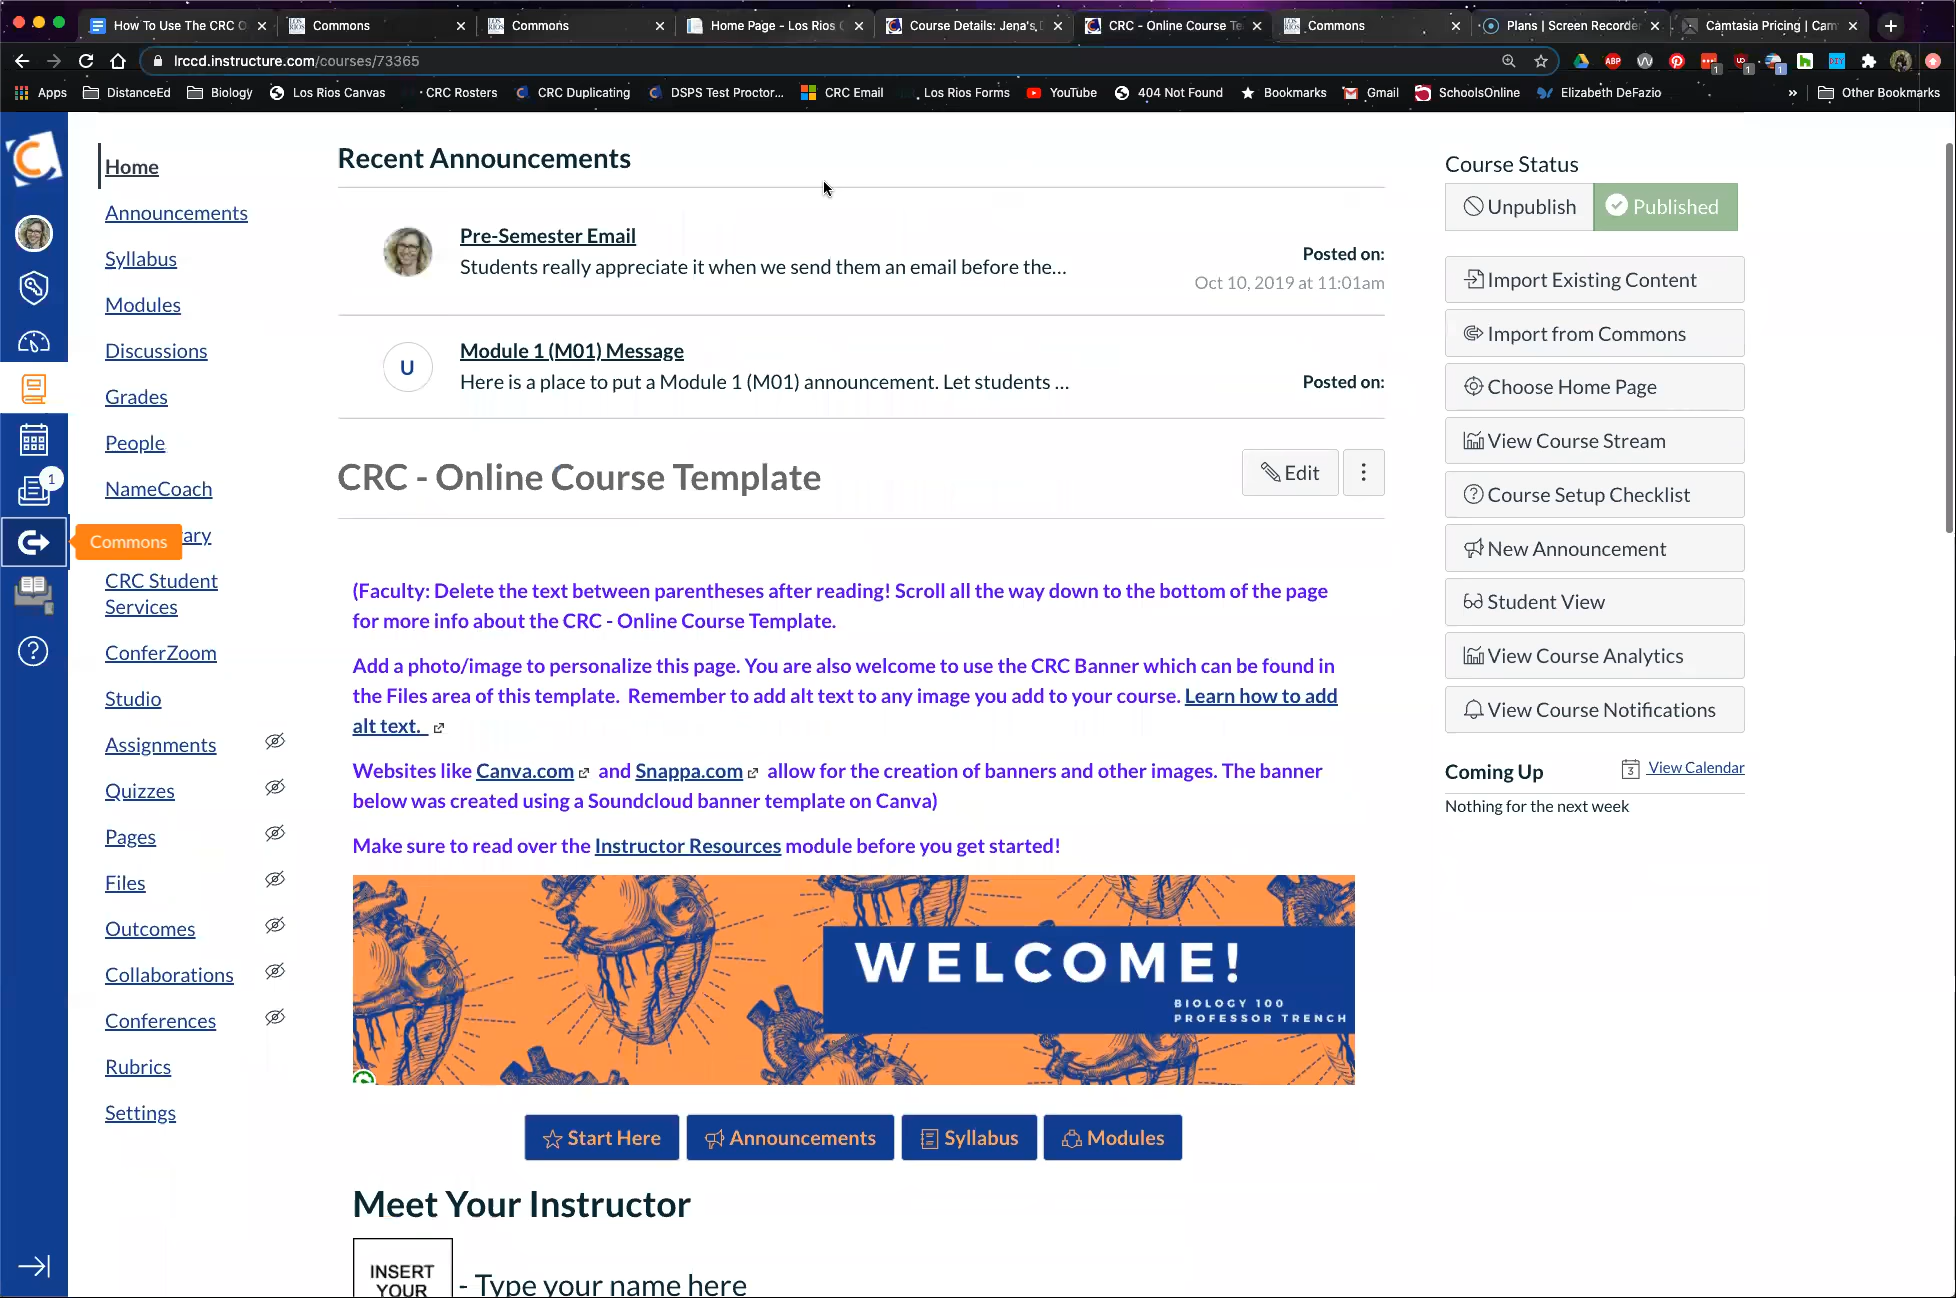 How To Use The CRC O
Commons
Commons
Home Page - Los Rios
Course Details: Jena's
CRC - Online Course Te
Commons
Plans | Screen Recorder
Camtasia Pricing | Cam
lrccd.instructure.com/courses/73365
Apps
DistanceEd
Biology
Los Rios Canvas
CRC Rosters
CRC Duplicating
DSPS Test Proctor...
CRC Email
Los Rios Forms
YouTube
404 Not Found
Bookmarks
Gmail
SchoolsOnline
Elizabeth DeFazio
»
Other Bookmarks
1
Commons
Home
Announcements
Syllabus
Modules
Discussions
Grades
People
NameCoach
ary
CRC Student
Services
ConferZoom
Studio
Assignments
Quizzes
Pages
Files
Outcomes
Collaborations
Conferences
Rubrics
Settings
Recent Announcements
Pre-Semester Email
Students really appreciate it when we send them an email before the...
Posted on:
Oct 10, 2019 at 11:01am
U
Module 1 (M01) Message
Here is a place to put a Module 1 (M01) announcement. Let students ...
Posted on:
CRC - Online Course Template
Edit
(Faculty: Delete the text between parentheses after reading! Scroll all the way down to the bottom of the page
for more info about the CRC - Online Course Template.
Add a photo/image to personalize this page. You are also welcome to use the CRC Banner which can be found in
the Files area of this template. Remember to add alt text to any image you add to your course. Learn how to add
alt text.
Websites like Canva.com and Snappa.com allow for the creation of banners and other images. The banner
below was created using a Soundcloud banner template on Canva)
Make sure to read over the Instructor Resources module before you get started!
WELCOME!
BIOLOGY 100
PROFESSOR TRENCH
Start Here
Announcements
Syllabus
Modules
Meet Your Instructor
INSERT
YOUR
- Type your name here
Course Status
Unpublish
Published
Import Existing Content
Import from Commons
Choose Home Page
View Course Stream
Course Setup Checklist
New Announcement
Student View
View Course Analytics
View Course Notifications
Coming Up
3 View Calendar
Nothing for the next week